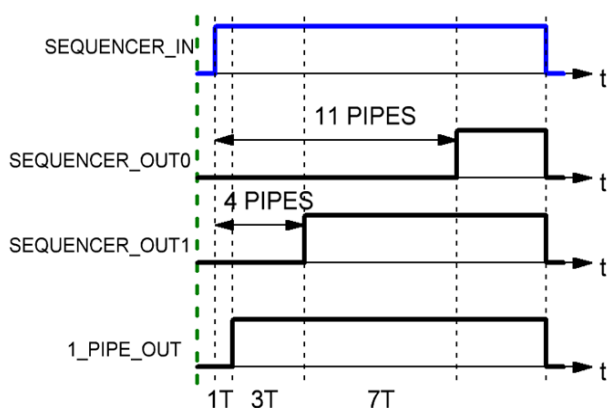 SEQUENCER_IN
t
11 PIPES
SEQUENCER_OUT0
t
4 PIPES
SEQUENCER_OUT1
t
1_PIPE_OUT
t
1T 3T 7T